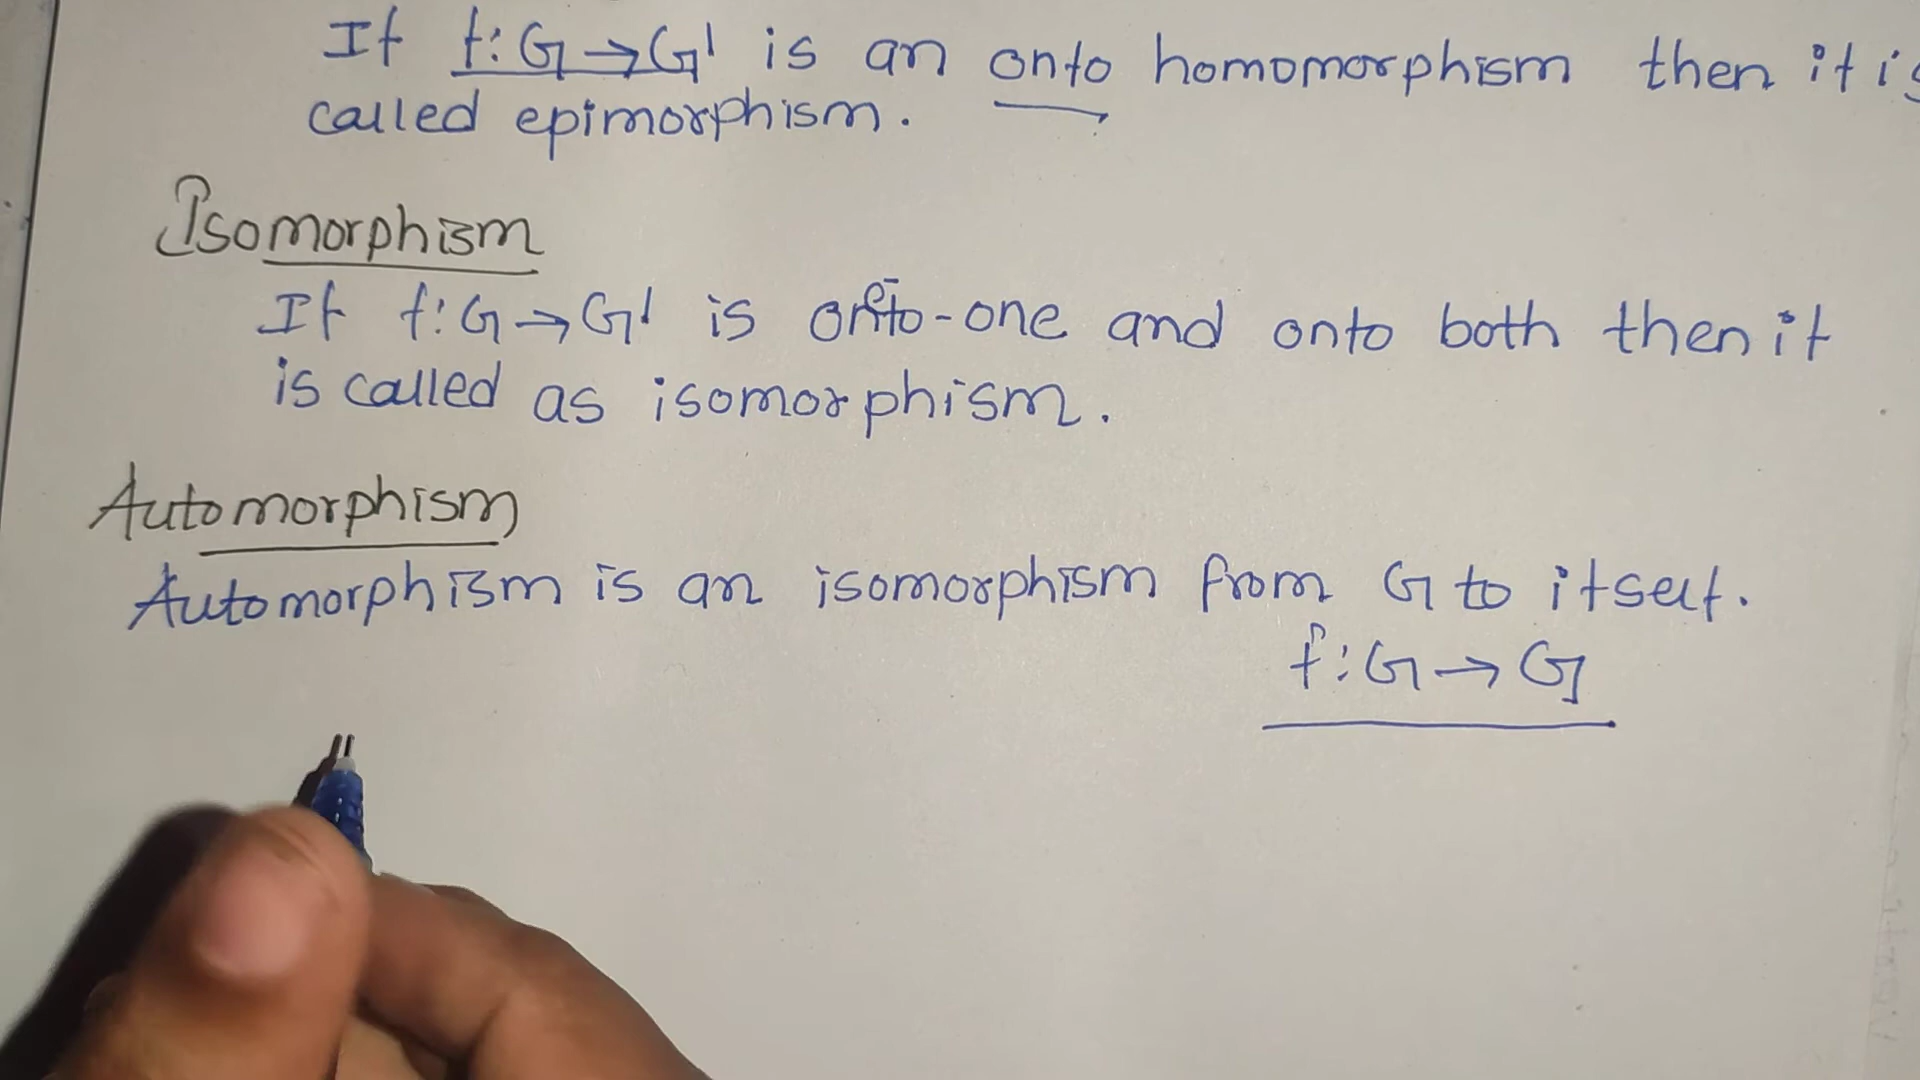 If f:G→G' is an onto homomorphism then it is
called epimorphism.
Isomorphism
If f:G→G' is one-one and onto both then it
is called as isomorphism.
Automorphism
Automorphism is an isomorphism from G to itself.
f:G→G